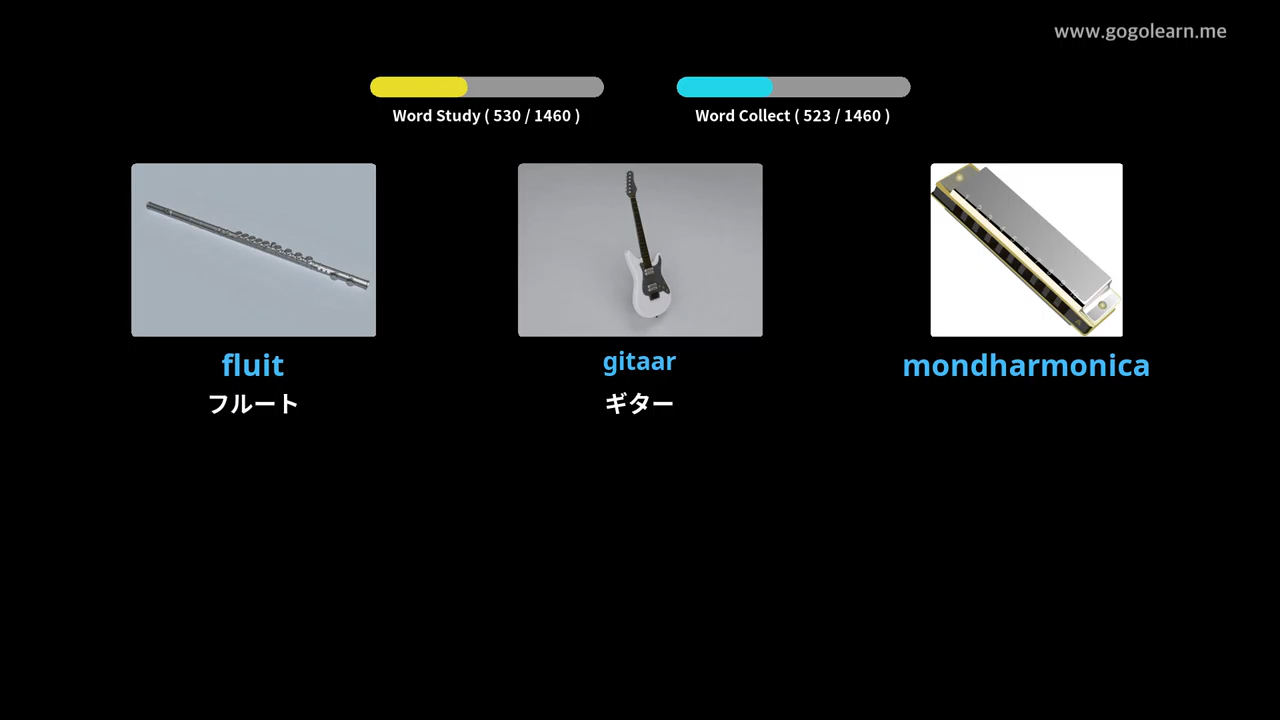 www.gogolearn.me
Word Study ( 530 / 1460 )
Word Collect ( 523 / 1460 )
fluit
gitaar
mondharmonica
フルート
ギター